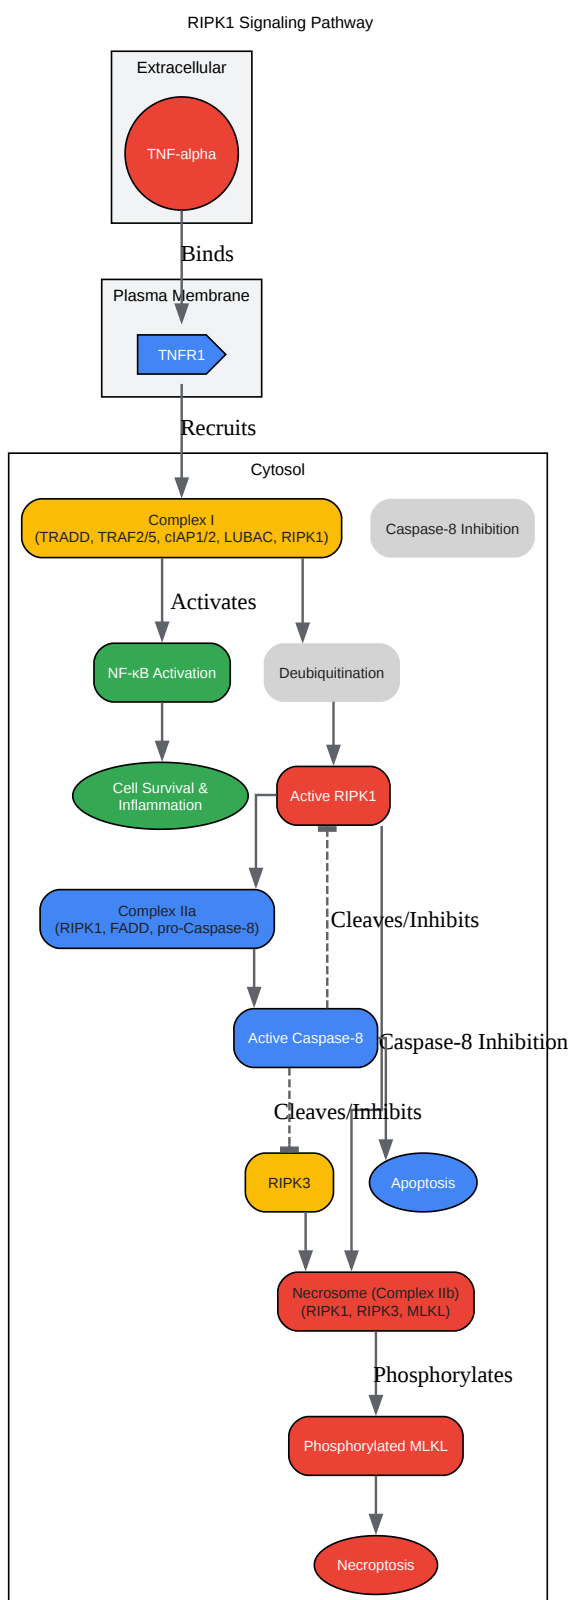 RIPK1 Signaling Pathway
Extracellular
TNF-alpha
Binds
Plasma Membrane
TNFR1
Recruits
Cytosol
Complex I
(TRADD, TRAF2/5, cIAP1/2, LUBAC, RIPK1)
Caspase-8 Inhibition
Activates
NF-κB Activation
Deubiquitination
Cell Survival &
Inflammation
Active RIPK1
Complex IIa
(RIPK1, FADD, pro-Caspase-8)
Cleaves/Inhibits
Active Caspase-8
Caspase-8 Inhibition
Cleaves/Inhibits
RIPK3
Apoptosis
Necrosome (Complex IIb)
(RIPK1, RIPK3, MLKL)
Phosphorylates
Phosphorylated MLKL
Necroptosis